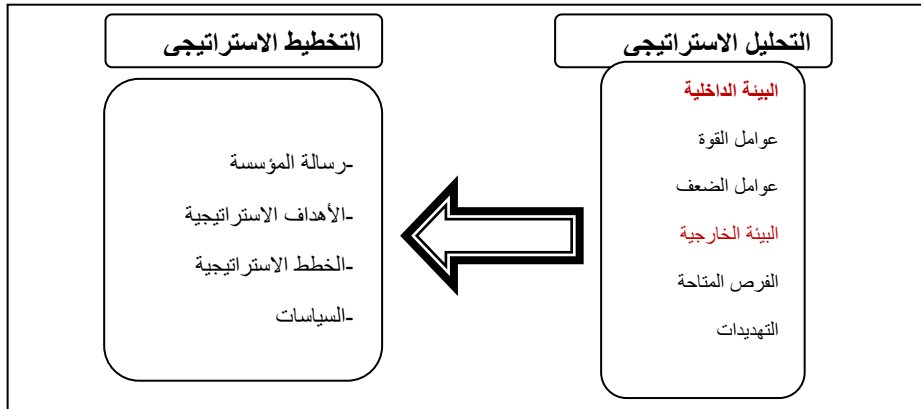 التحليل الاستراتيجى
البيئة الداخلية
عوامل القوة
عوامل الضعف
البيئة الخارجية
الفرص المتاحة
التهديدات
التخطيط الاستراتيجى
-رسالة المؤسسة
-الأهداف الاستراتيجية
-الخطط الاستراتيجية
-السياسات